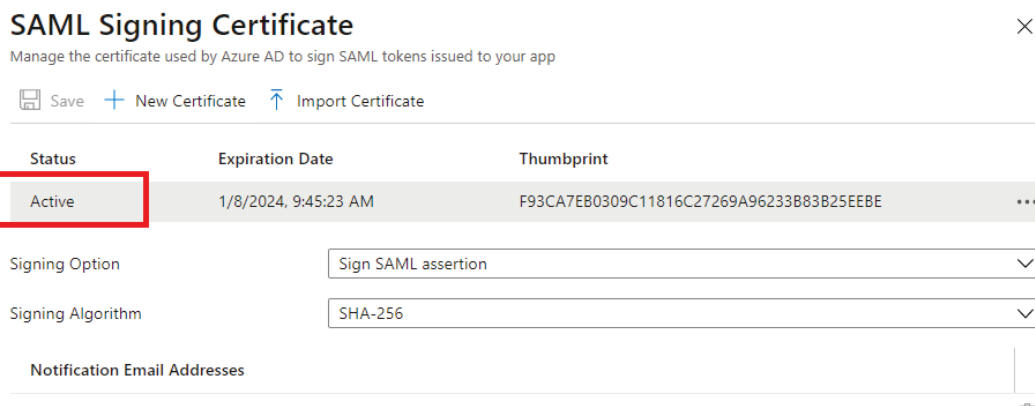 SAML Signing Certificate
Manage the certificate used by Azure AD to sign SAML tokens issued to your app
Save New Certificate Import Certificate
Status Expiration Date Thumbprint
Active 1/8/2024, 9:45:23 AM F93CA7EB0309C11816C27269A96233B83B25EEBE
Signing Option Sign SAML assertion
Signing Algorithm SHA-256
Notification Email Addresses